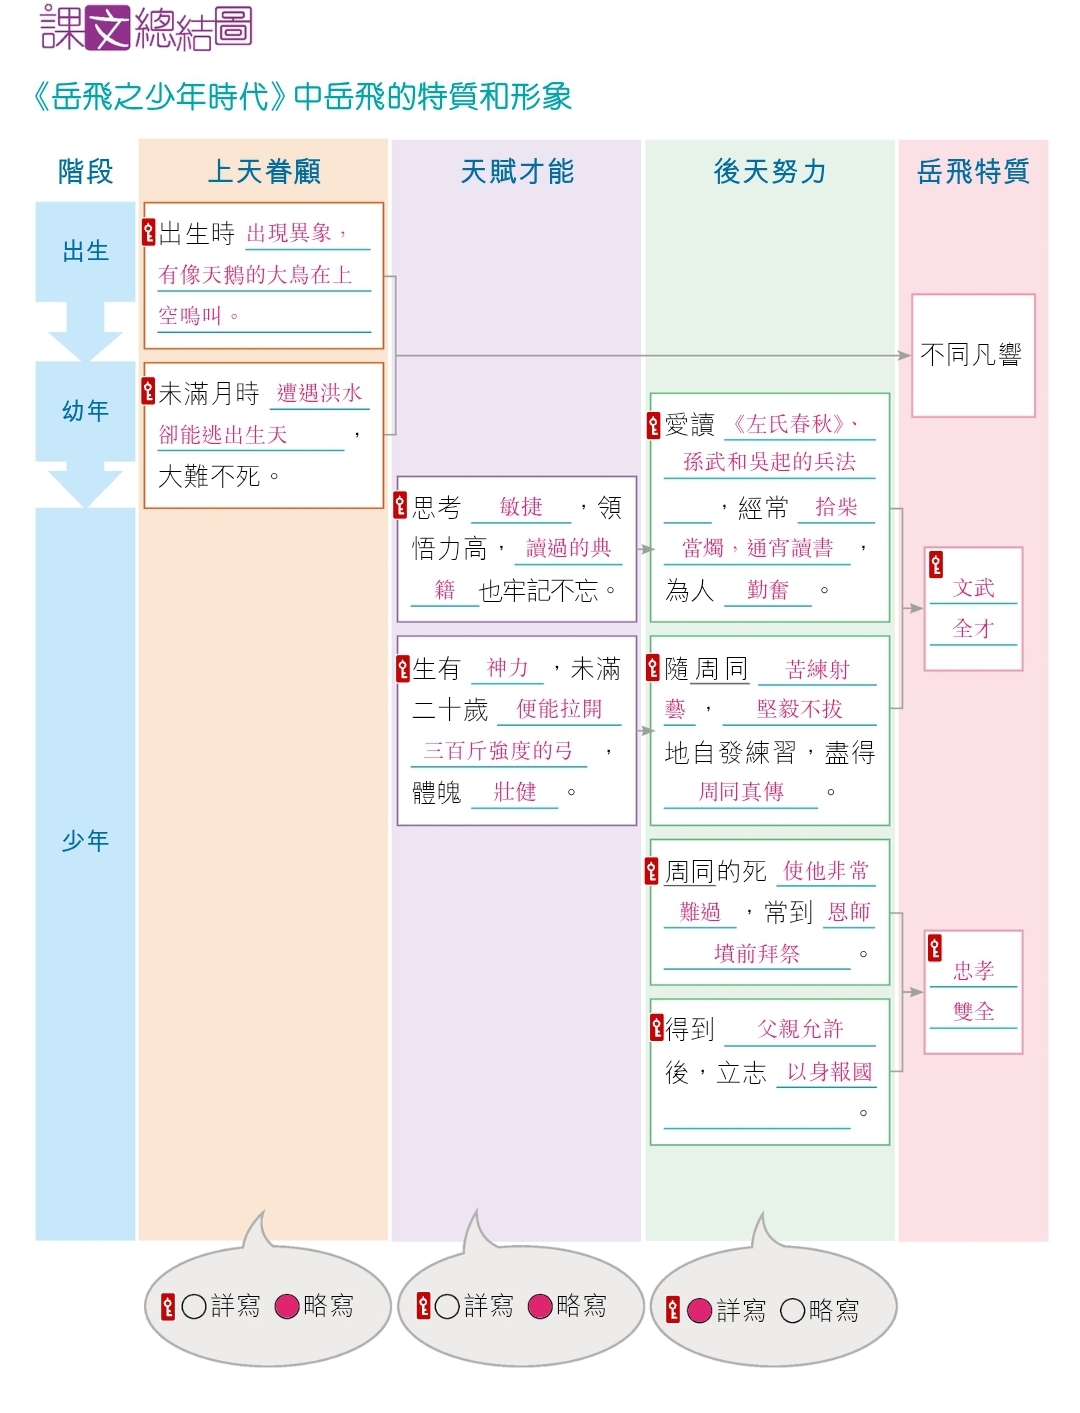 課文總結圖
《岳飛之少年時代》中岳飛的特質和形象
階段
上天眷顧
天賦才能
後天努力
岳飛特質
出生
幼年
少年
出生時 出現異象，
有像天鵝的大鳥在上
空鳴叫。
未滿月時 遭遇洪水
卻能逃出生天，
大難不死。
思考 敏捷，領
悟力高，讀過的典
籍 也牢記不忘。
生有 神力，未滿
二十歲 便能拉開
三百斤強度的弓，
體魄 壯健。
愛讀 《左氏春秋》、
孫武和吳起的兵法
，經常 拾柴
當燭，通宵讀書，
為人 勤奮。
隨周同 苦練射
藝，堅毅不拔
地自發練習，盡得
周同真傳。
周同的死 使他非常
難過，常到 恩師
墳前拜祭。
得到 父親允許
後，立志 以身報國
。
不同凡響
文武
全才
忠孝
雙全
詳寫 略寫
詳寫 略寫
詳寫 略寫